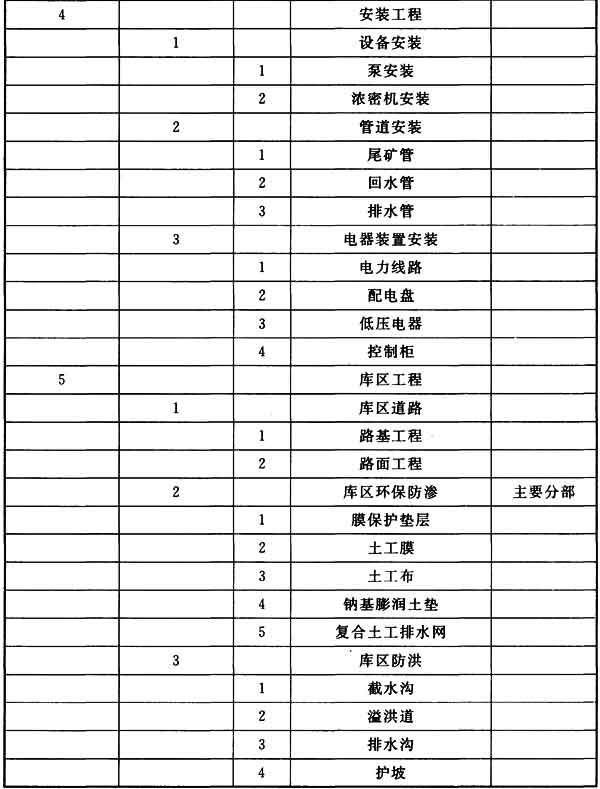 4 安装工程
1 设备安装
1 泵安装
2 浓密机安装
2 管道安装
1 尾矿管
2 回水管
3 排水管
3 电器装置安装
1 电力线路
2 配电盘
3 低压电器
4 控制柜
5 库区工程
1 库区道路
1 路基工程
2 路面工程
2 库区环保防渗 主要分部
1 膜保护垫层
2 土工膜
3 土工布
4 钠基膨润土垫
5 复合土工排水网
3 库区防洪
1 截水沟
2 溢洪道
3 排水沟
4 护坡